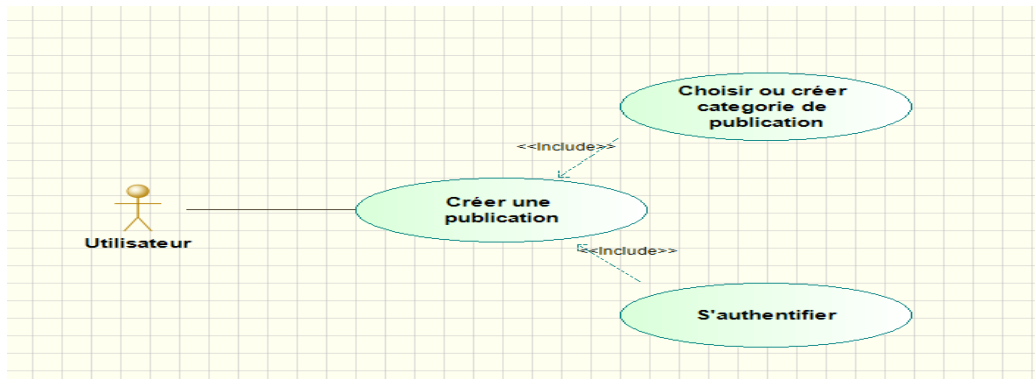 Choisir ou créer
categorie de
publication
<<Include>>
Créer une
publication
Utilisateur
<<Include>>
S'authentifier